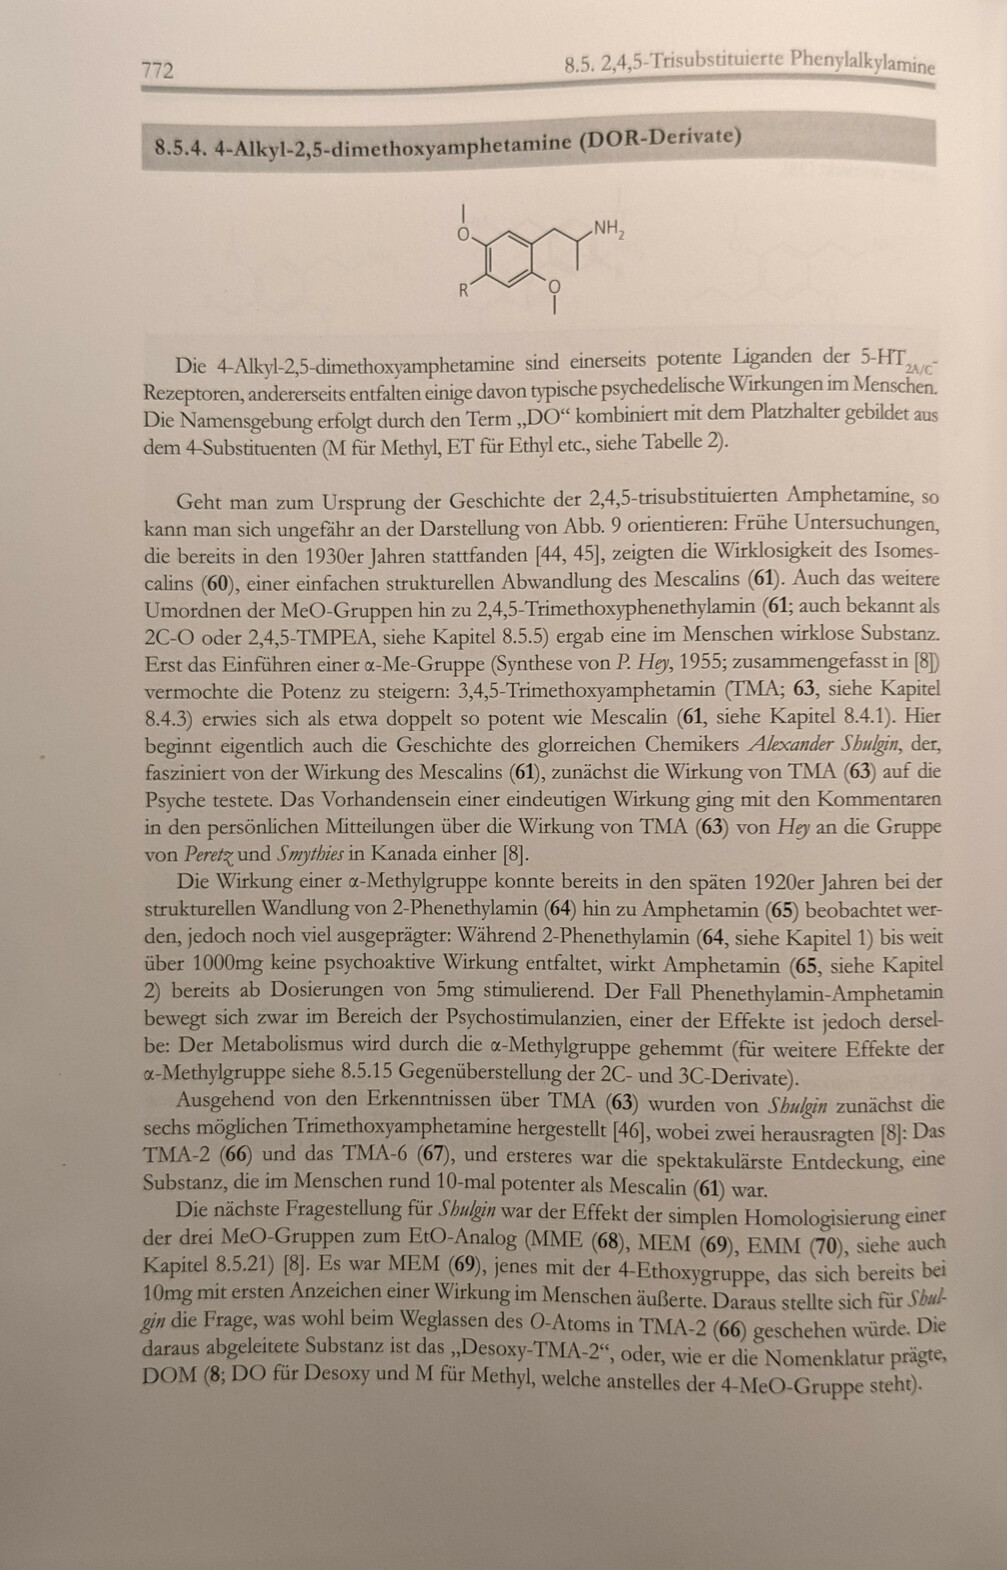 772
8.5. 2,4,5-Trisubstituierte Phenylalkylamine
8.5.4. 4-Alkyl-2,5-dimethoxyamphetamine (DOR-Derivate)
O
NH2
R
O
Die 4-Alkyl-2,5-dimethoxyamphetamine sind einerseits potente Liganden der 5-HT2A/C-
Rezeptoren, andererseits entfalten einige davon typische psychedelische Wirkungen im Menschen.
Die Namensgebung erfolgt durch den Term „DO“ kombiniert mit dem Platzhalter gebildet aus
dem 4-Substituenten (M für Methyl, ET für Ethyl etc., siehe Tabelle 2).
Geht man zum Ursprung der Geschichte der 2,4,5-trisubstituierten Amphetamine, so
kann man sich ungefähr an der Darstellung von Abb. 9 orientieren: Frühe Untersuchungen,
die bereits in den 1930er Jahren stattfanden [44, 45], zeigten die Wirklosigkeit des Isomes-
calins (60), einer einfachen strukturellen Abwandlung des Mescalins (61). Auch das weitere
Umordnen der MeO-Gruppen hin zu 2,4,5-Trimethoxyphenethylamin (61; auch bekannt als
2C-O oder 2,4,5-TMPEA, siehe Kapitel 8.5.5) ergab eine im Menschen wirklose Substanz.
Erst das Einführen einer α-Me-Gruppe (Synthese von P. Hey, 1955; zusammengefasst in [8])
vermochte die Potenz zu steigern: 3,4,5-Trimethoxyamphetamin (TMA; 63, siehe Kapitel
8.4.3) erwies sich als etwa doppelt so potent wie Mescalin (61, siehe Kapitel 8.4.1). Hier
beginnt eigentlich auch die Geschichte des glorreichen Chemikers Alexander Shulgin, der,
fasziniert von der Wirkung des Mescalins (61), zunächst die Wirkung von TMA (63) auf die
Psyche testete. Das Vorhandensein einer eindeutigen Wirkung ging mit den Kommentaren
in den persönlichen Mitteilungen über die Wirkung von TMA (63) von Hey an die Gruppe
von Peretz und Smythies in Kanada einher [8].
Die Wirkung einer α-Methylgruppe konnte bereits in den späten 1920er Jahren bei der
strukturellen Wandlung von 2-Phenethylamin (64) hin zu Amphetamin (65) beobachtet wer-
den, jedoch noch viel ausgeprägter: Während 2-Phenethylamin (64, siehe Kapitel 1) bis weit
über 1000mg keine psychoaktive Wirkung entfaltet, wirkt Amphetamin (65, siehe Kapitel
2) bereits ab Dosierungen von 5mg stimulierend. Der Fall Phenethylamin-Amphetamin
bewegt sich zwar im Bereich der Psychostimulanzien, einer der Effekte ist jedoch dersel-
be: Der Metabolismus wird durch die α-Methylgruppe gehemmt (für weitere Effekte der
α-Methylgruppe siehe 8.5.15 Gegenüberstellung der 2C- und 3C-Derivate).
Ausgehend von den Erkenntnissen über TMA (63) wurden von Shulgin zunächst die
sechs möglichen Trimethoxyamphetamine hergestellt [46], wobei zwei herausragten [8]: Das
TMA-2 (66) und das TMA-6 (67), und ersteres war die spektakulärste Entdeckung, eine
Substanz, die im Menschen rund 10-mal potenter als Mescalin (61) war.
Die nächste Fragestellung für Shulgin war der Effekt der simplen Homologisierung einer
der drei MeO-Gruppen zum EtO-Analog (MME (68), MEM (69), EMM (70), siehe auch
Kapitel 8.5.21) [8]. Es war MEM (69), jenes mit der 4-Ethoxygruppe, das sich bereits bei
10mg mit ersten Anzeichen einer Wirkung im Menschen äußerte. Daraus stellte sich für Shul-
gin die Frage, was wohl beim Weglassen des O-Atoms in TMA-2 (66) geschehen würde. Die
daraus abgeleitete Substanz ist das „Desoxy-TMA-2“, oder, wie er die Nomenklatur prägte,
DOM (8; DO für Desoxy und M für Methyl, welche anstelle der 4-MeO-Gruppe steht).